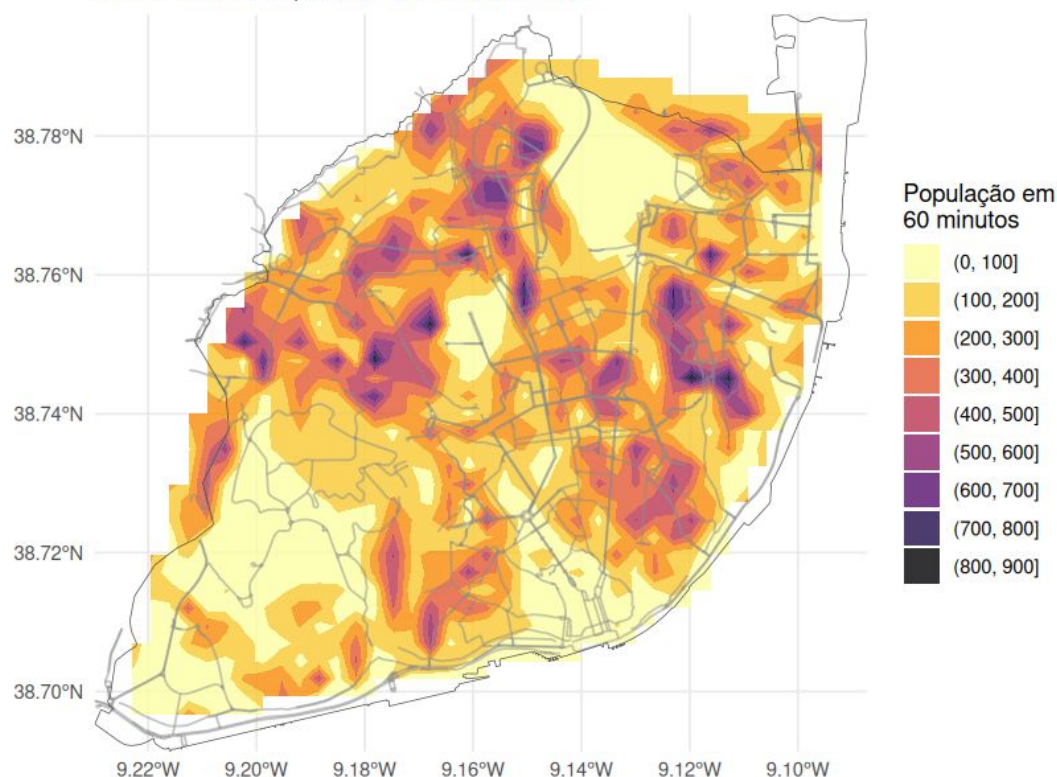 38.78°N
38.76°N
38.74°N
38.72°N
38.70°N
9.22°W 9.20°W 9.18°W 9.16°W 9.14°W 9.12°W 9.10°W
População em
60 minutos
(0, 100]
(100, 200]
(200, 300]
(300, 400]
(400, 500]
(500, 600]
(600, 700]
(700, 800]
(800, 900]